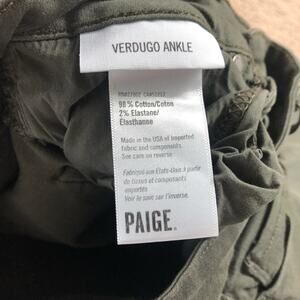 VERDUGO ANKLE
98% Cotton/Coton
2% Elastane/
Élasthanne
Made in the USA of imported
fabric and components.
See care on reverse
Fabriqué aux États-Unis à partir
de tissus et composants
importés
Voir le soin sur l'inverse.
PAIGE.